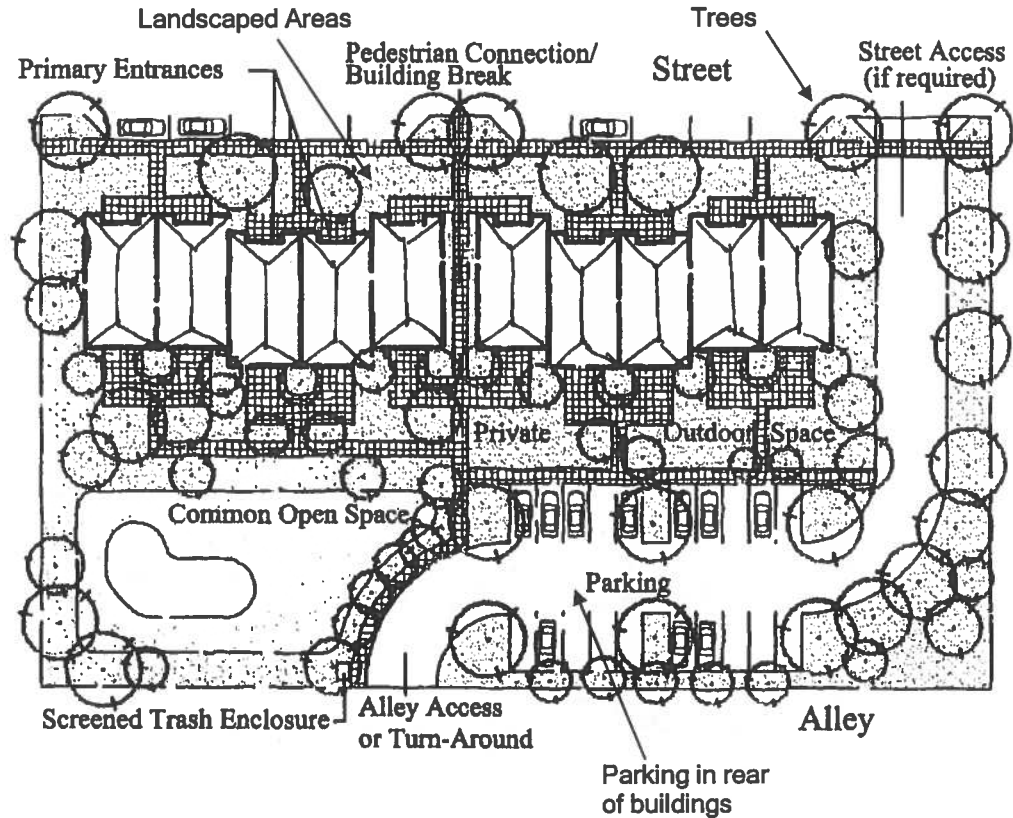 Landscaped Areas
Trees
Primary Entrances
Pedestrian Connection/
Building Break
Street
Street Access
(if required)
Private Outdoor Space
Common Open Space
Parking
Screened Trash Enclosure
Alley Access
or Turn-Around
Alley
Parking in rear
of buildings